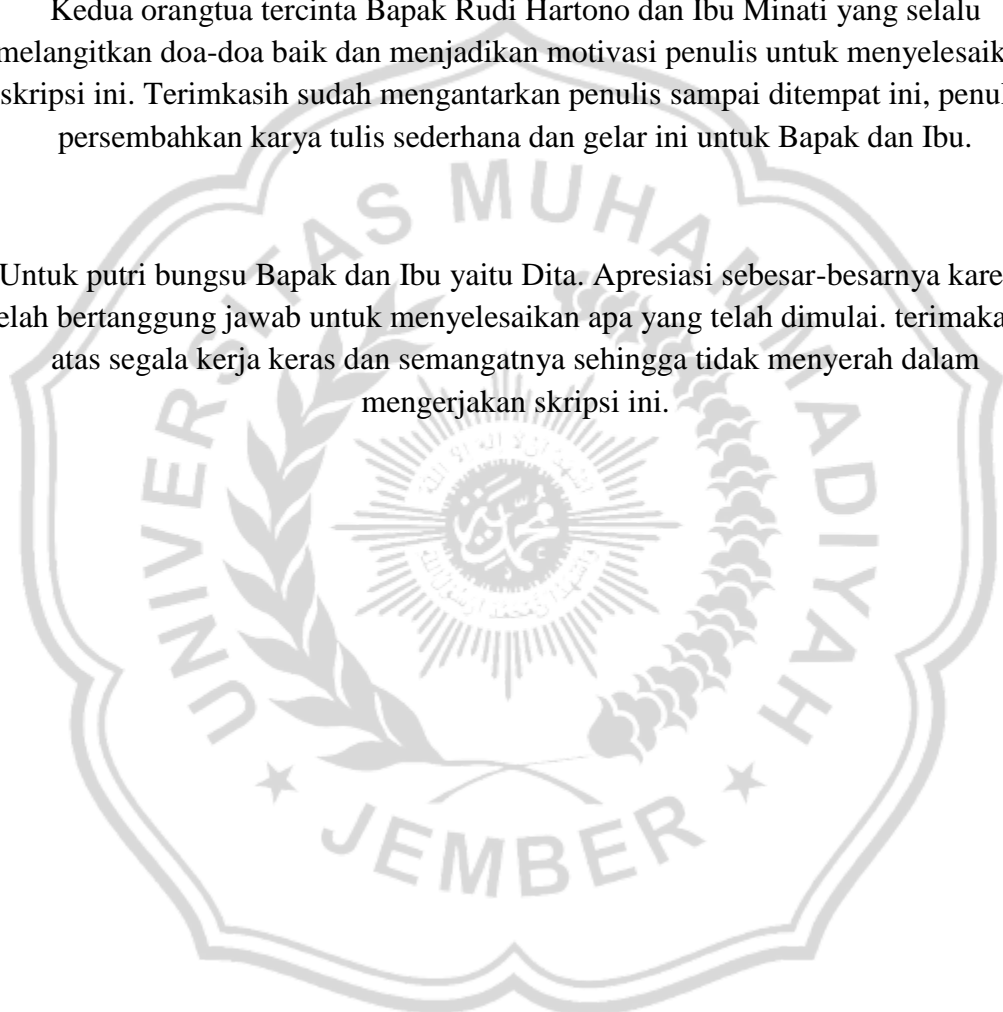 Kedua orangtua tercinta Bapak Rudi Hartono dan Ibu Minati yang selalu
melangitkan doa-doa baik dan menjadikan motivasi penulis untuk menyelesaik
skripsi ini. Terimkasih sudah mengantarkan penulis sampai ditempat ini, penul
persembahkan karya tulis sederhana dan gelar ini untuk Bapak dan Ibu.
Untuk putri bungsu Bapak dan Ibu yaitu Dita. Apresiasi sebesar-besarnya kare
elah bertanggung jawab untuk menyelesaikan apa yang telah dimulai. terimaka
atas segala kerja keras dan semangatnya sehingga tidak menyerah dalam
mengerjakan skripsi ini.
UNIVERSITAS MUHAMMADIYAH
JEMBER